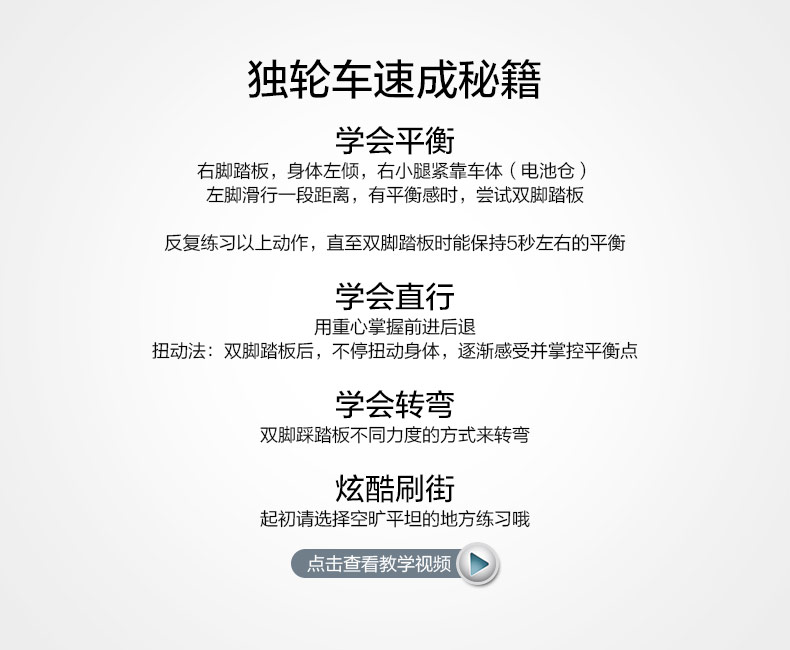 独轮车速成秘籍
学会平衡
右脚踏板，身体左倾，右小腿紧靠车体（电池仓）
左脚滑行一段距离，有平衡感时，尝试双脚踏板
反复练习以上动作，直至双脚踏板时能保持5秒左右的平衡
学会直行
用重心掌握前进后退
扭动法：双脚踏板后，不停扭动身体，逐渐感受并掌控平衡点
学会转弯
双脚踩踏板不同力度的方式来转弯
炫酷刷街
起初请选择空旷平坦的地方练习哦
点击查看教学视频